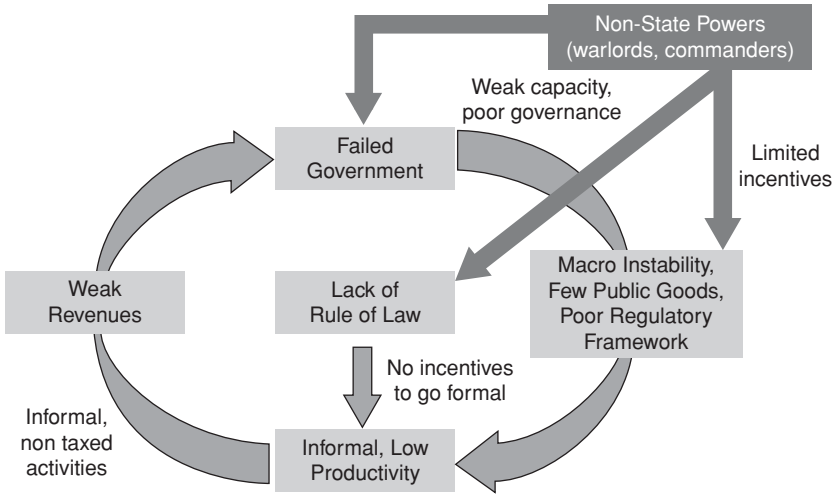 Non-State Powers
(warlords, commanders)
Weak capacity,
poor governance
Failed
Government
Limited
incentives
Macro Instability,
Few Public Goods,
Poor Regulatory
Framework
Weak
Revenues
Lack of
Rule of Law
No incentives
to go formal
Informal,
non taxed
activities
Informal, Low
Productivity